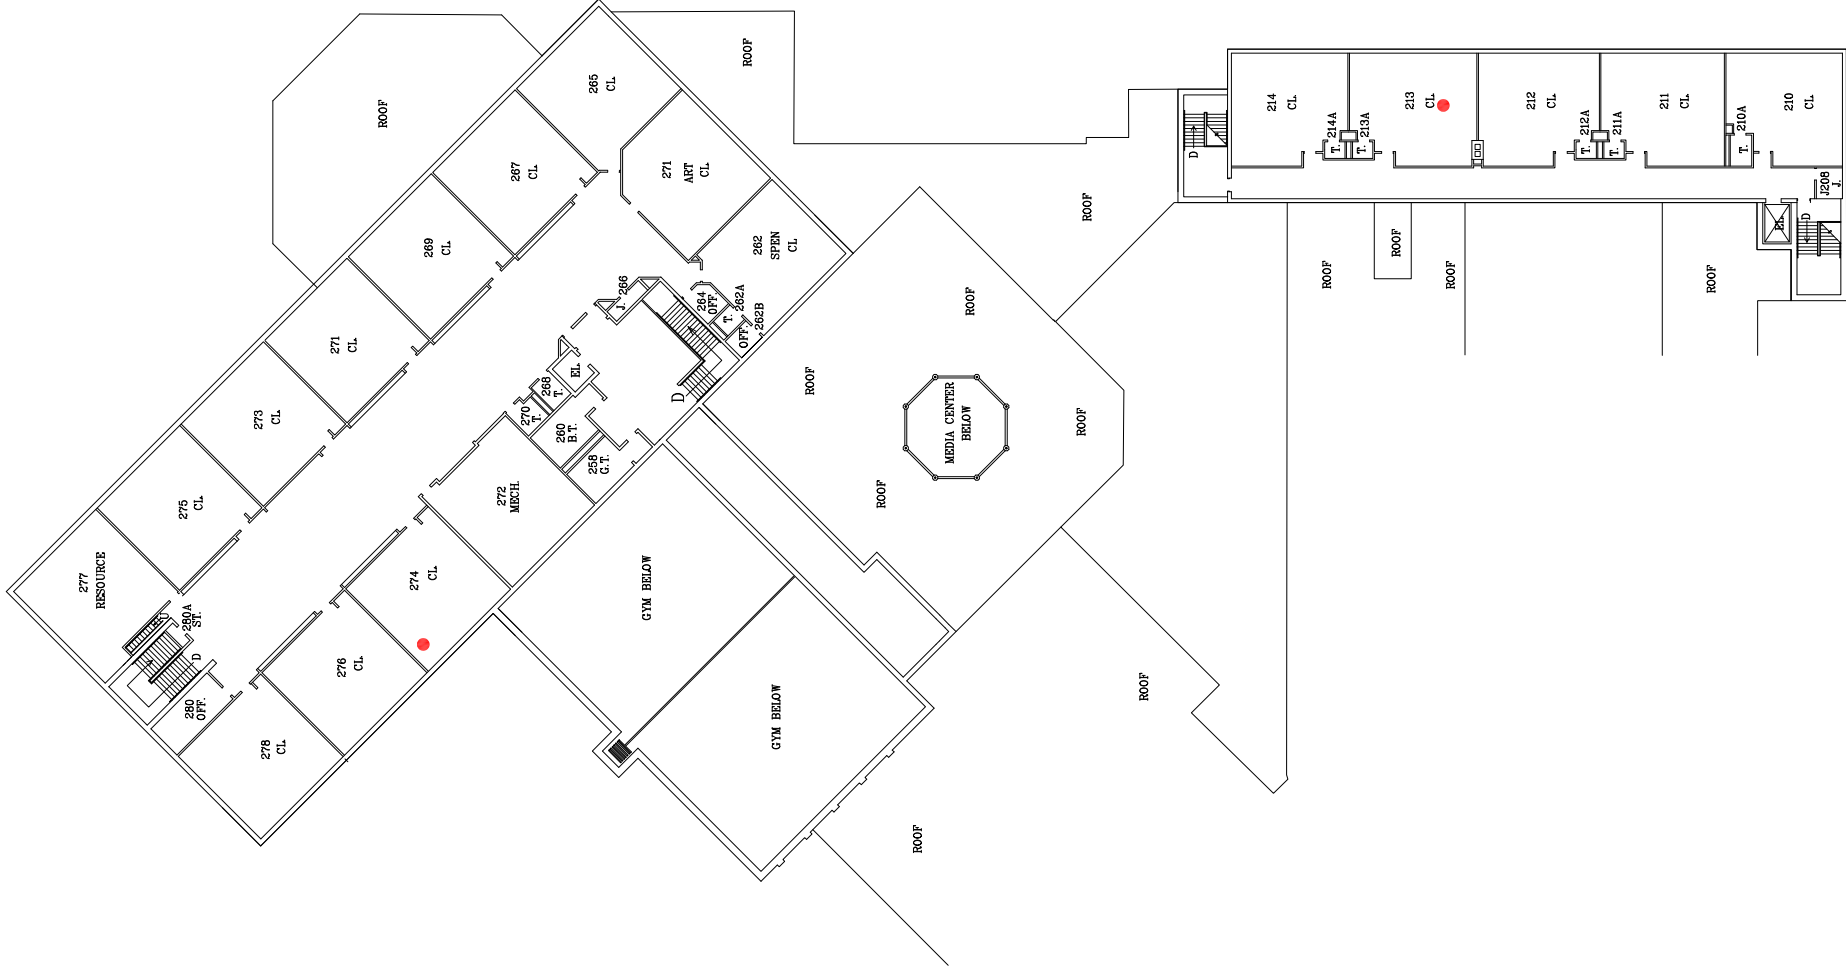 ROOF
ROOF
265
CL
267
CL
271
ART
CL
269
CL
262
SPEN
CL
271
CL
J.
266
264
OFF.
262A
T.
262B
OFF.
D
EL
268
T.
270
T.
260
B.T.
258
G.T.
273
CL
272
MECH.
275
CL
274
CL
277
RESOURCE
U
280A
ST.
D
276
CL
280
OFF.
278
CL
GYM BELOW
GYM BELOW
ROOF
ROOF
ROOF
MEDIA CENTER
BELOW
ROOF
ROOF
ROOF
ROOF
214
CL
213
CL
212
CL
211
CL
210
CL
214A
T.
213A
T.
212A
T.
211A
T.
210A
T.
D
J208
J.
EL
D
ROOF
ROOF
ROOF
ROOF